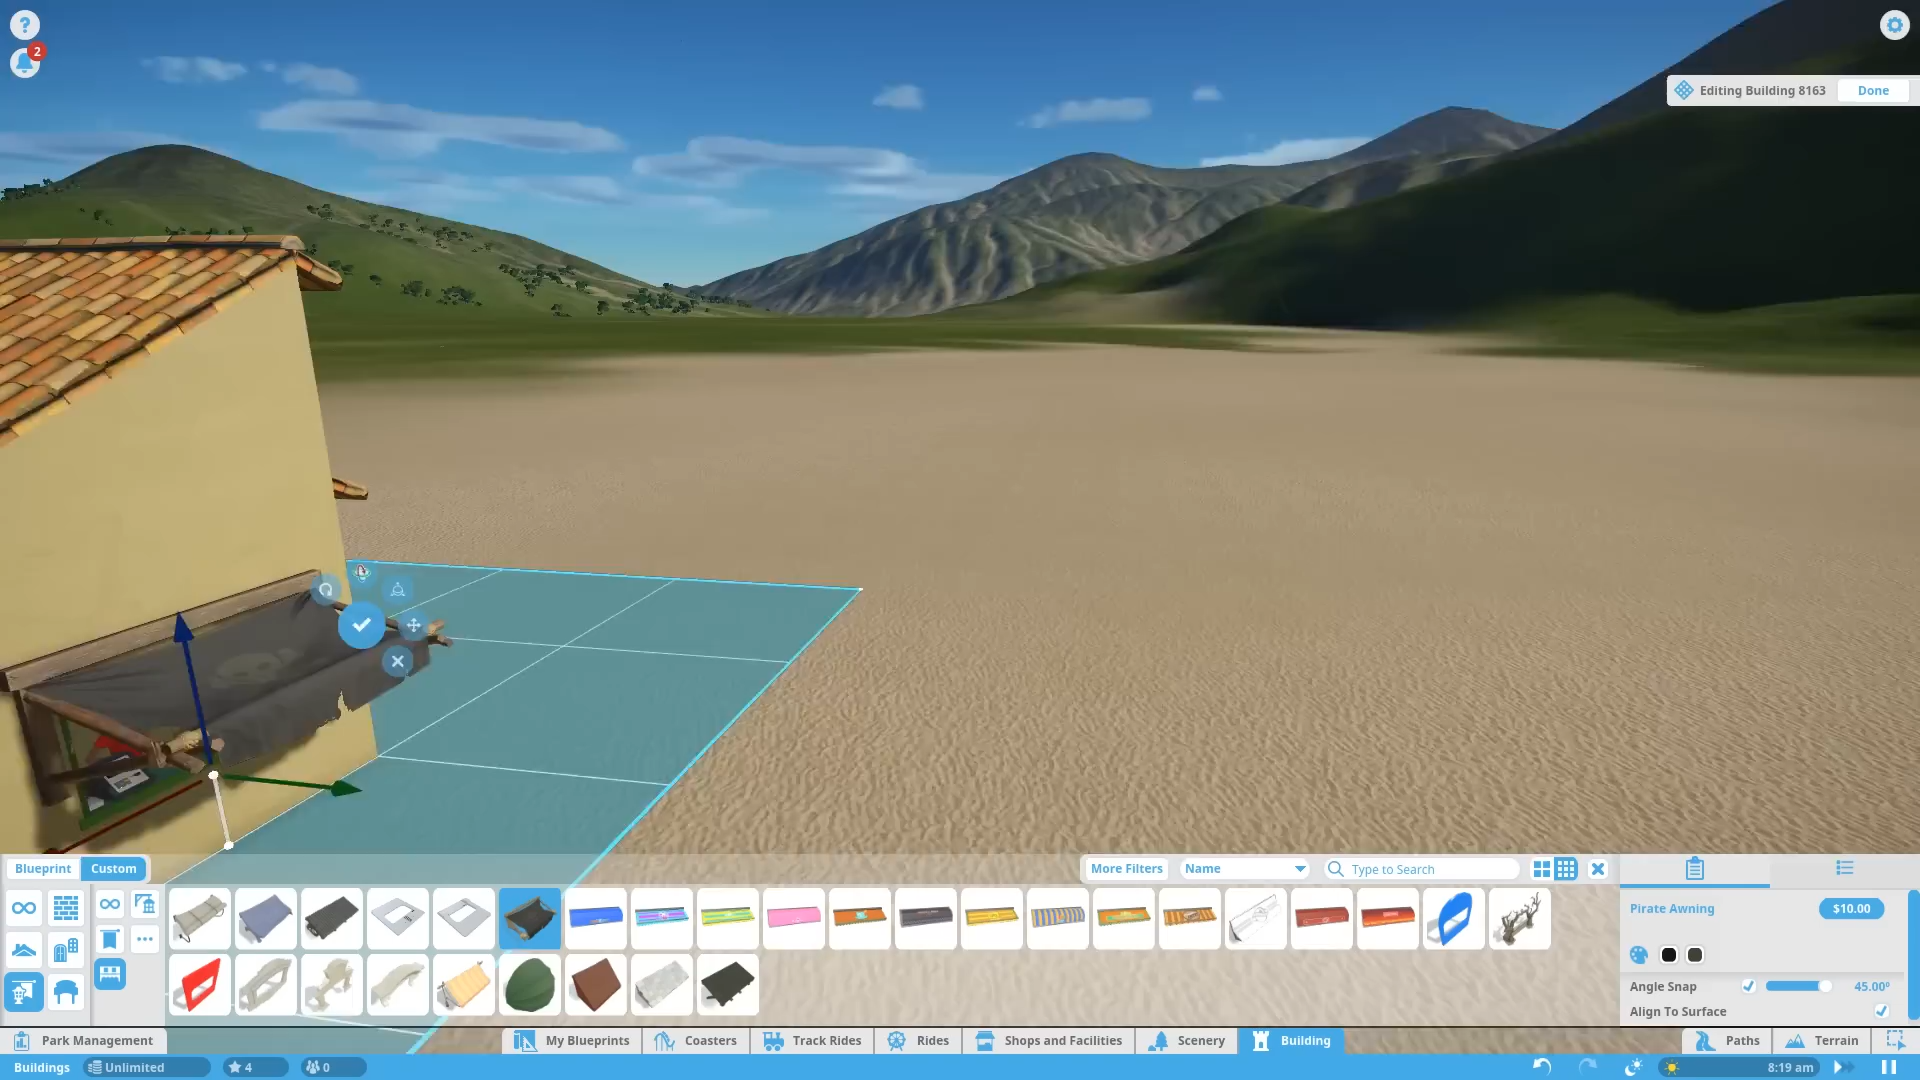 ?
2
Editing Building 8163 Done
Blueprint Custom
More Filters Name Type to Search
Pirate Awning $10.00
Angle Snap 45.00°
Align To Surface
Park Management My Blueprints Coasters Track Rides Rides Shops and Facilities Scenery Building Paths Terrain
Buildings Unlimited 4 0 8:19 am